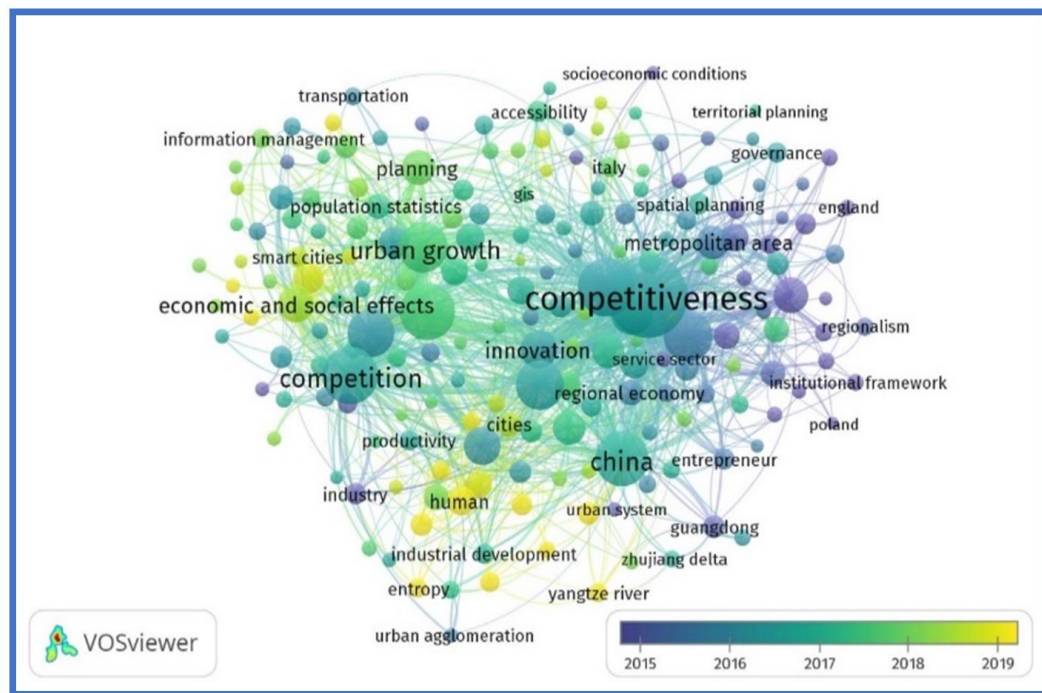 socioeconomic conditions
transportation
accessibility
territorial planning
information management
governance
planning
italy
gis
population statistics
spatial planning
england
metropolitan area
urban growth
smart cities
competitiveness
economic and social effects
regionalism
innovation
service sector
competition
institutional framework
regional economy
cities
poland
productivity
china
entrepreneur
industry
human
urban system
guangdong
industrial development
zhujiang delta
entropy
yangtze river
urban agglomeration
VOSviewer
2015 2016 2017 2018 2019